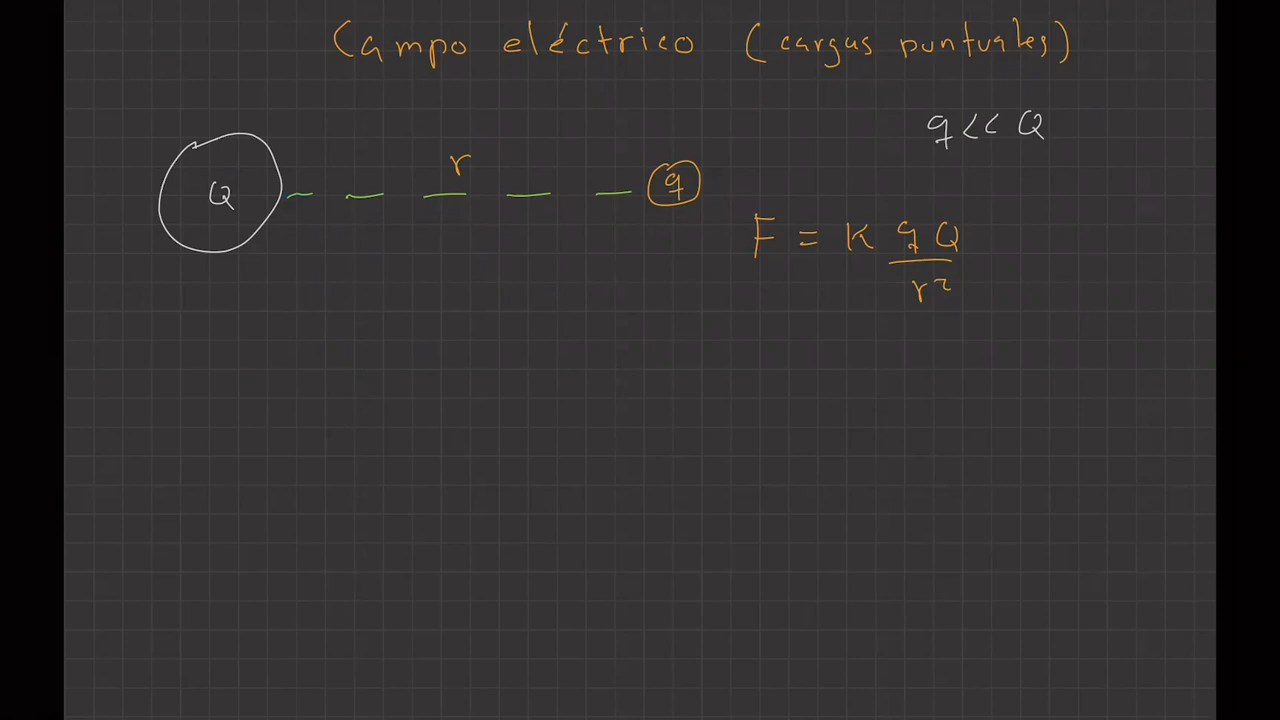 Campo eléctrico (cargas puntuales)
q << Q
r
Q
q
F = K q Q
r²